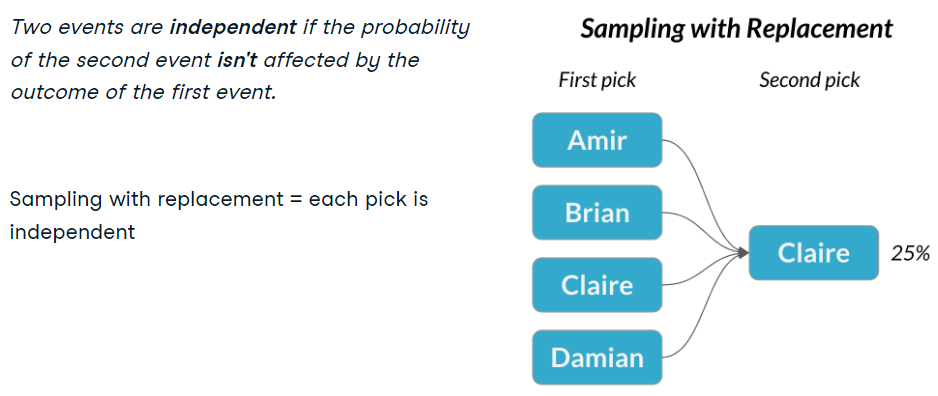 Two events are independent if the probability
of the second event isn't affected by the
outcome of the first event.
Sampling with replacement = each pick is
independent
Sampling with Replacement
First pick
Second pick
Amir
Brian
Claire
Damian
Claire
25%